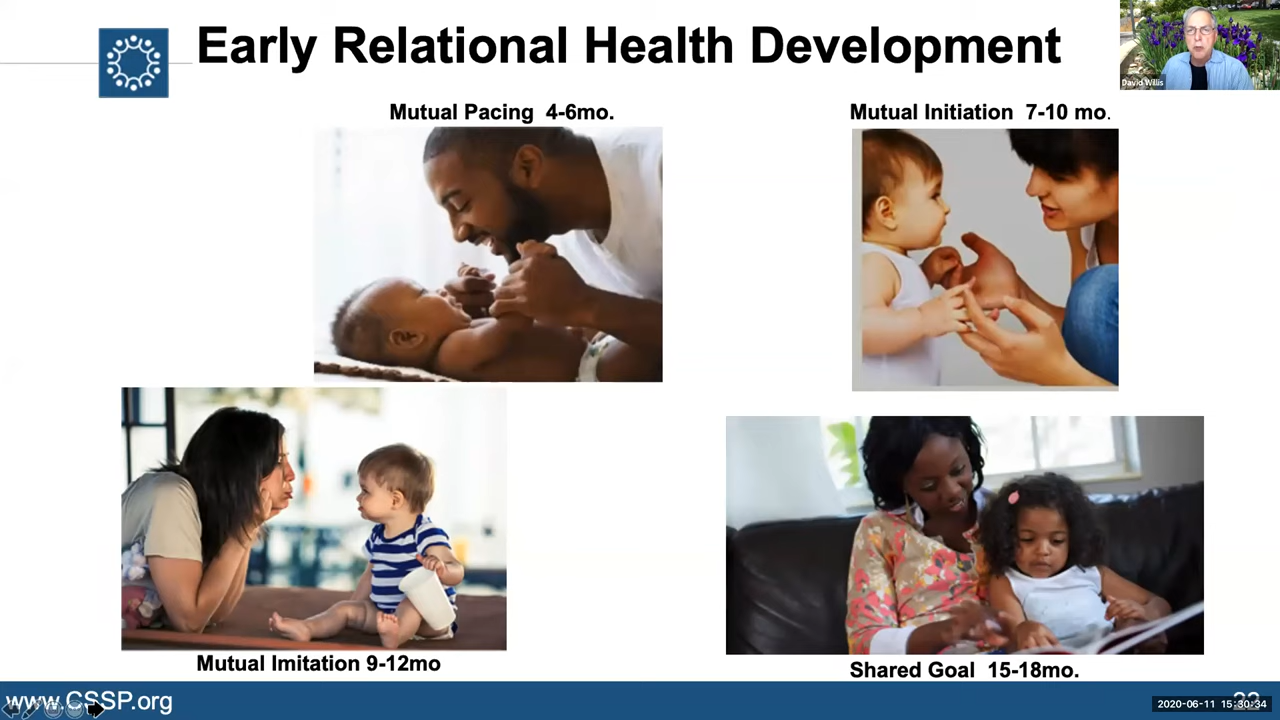 Early Relational Health Development
David Willis
Mutual Pacing 4-6mo.
Mutual Initiation 7-10 mo.
Mutual Imitation 9-12mo
Shared Goal 15-18mo.
www.CSSP.org
2020-06-11 15:30:34